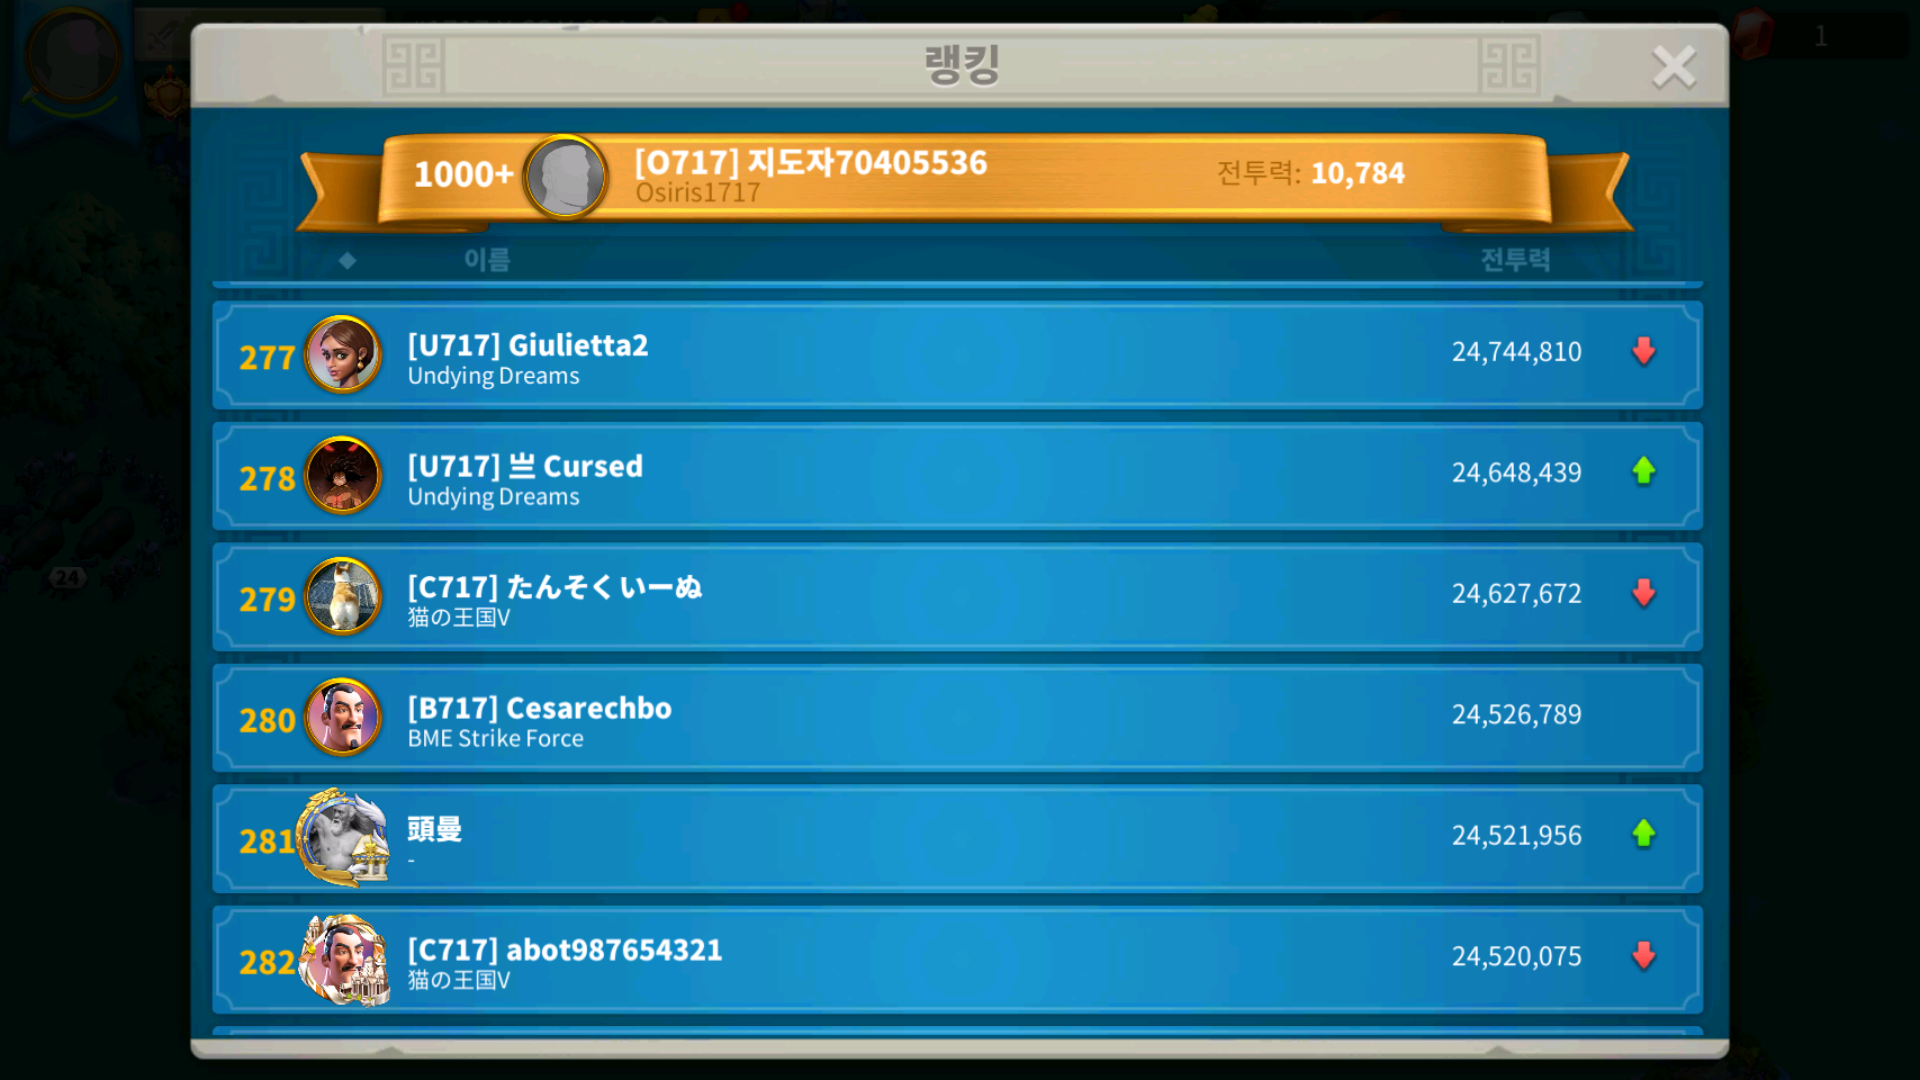 랭킹
1
1000+
[O717] 지도자70405536
Osiris1717
전투력: 10,784
이름
전투력
277
[U717] Giulietta2
Undying Dreams
24,744,810
278
[U717] 亗 Cursed
Undying Dreams
24,648,439
24
279
[C717] たんそくいーぬ
猫の王国V
24,627,672
280
[B717] Cesarechbo
BME Strike Force
24,526,789
281
頭曼
-
24,521,956
282
[C717] abot987654321
猫の王国V
24,520,075